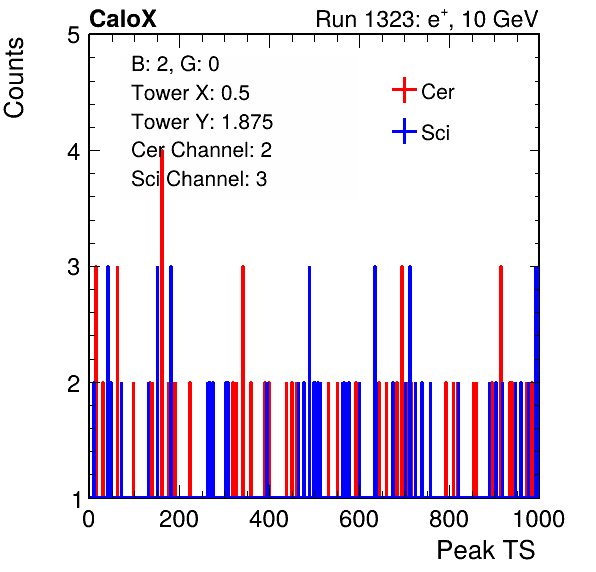 CaloX Run 1323: e+, 10 GeV
Counts
B: 2, G: 0
Tower X: 0.5
Tower Y: 1.875
Cer Channel: 2
Sci Channel: 3
Cer
Sci
5
4
3
2
1
0 200 400 600 800 1000
Peak TS